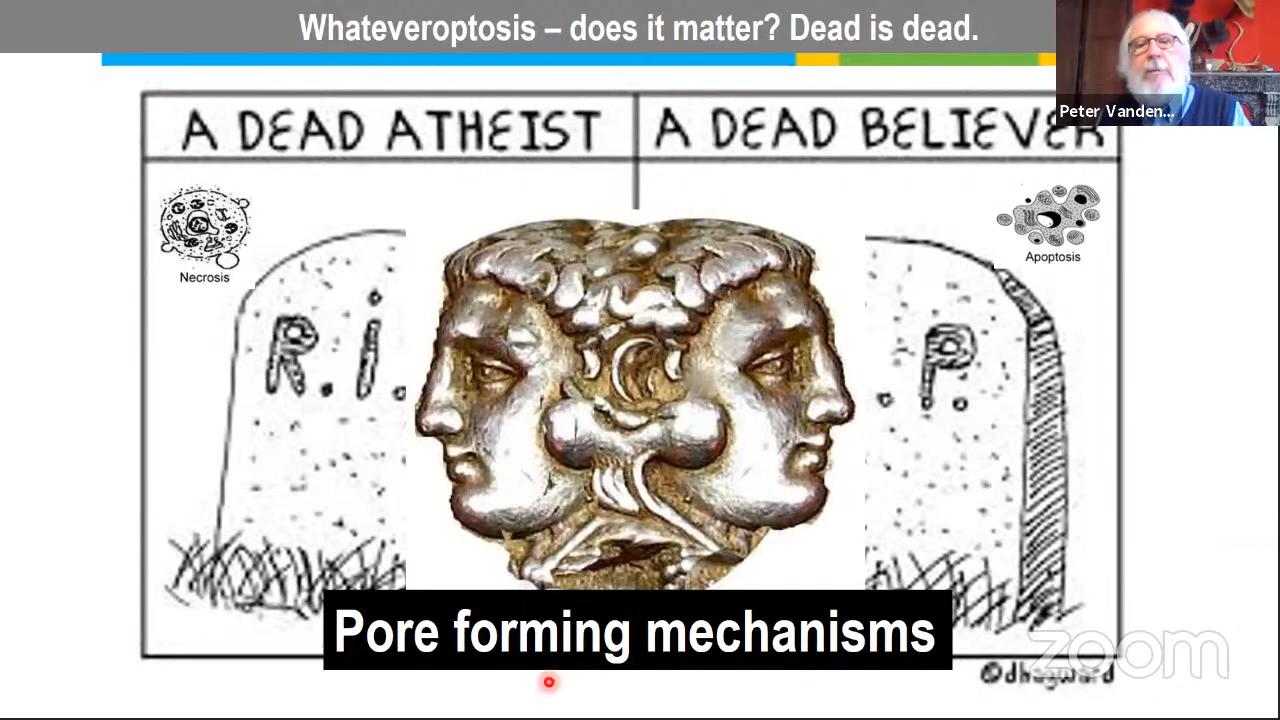 Whateveroptosis – does it matter? Dead is dead.
Peter Vanden...
A DEAD ATHEIST
A DEAD BELIEVER
Necrosis
Apoptosis
R.i.
.P.
Pore forming mechanisms
zoom